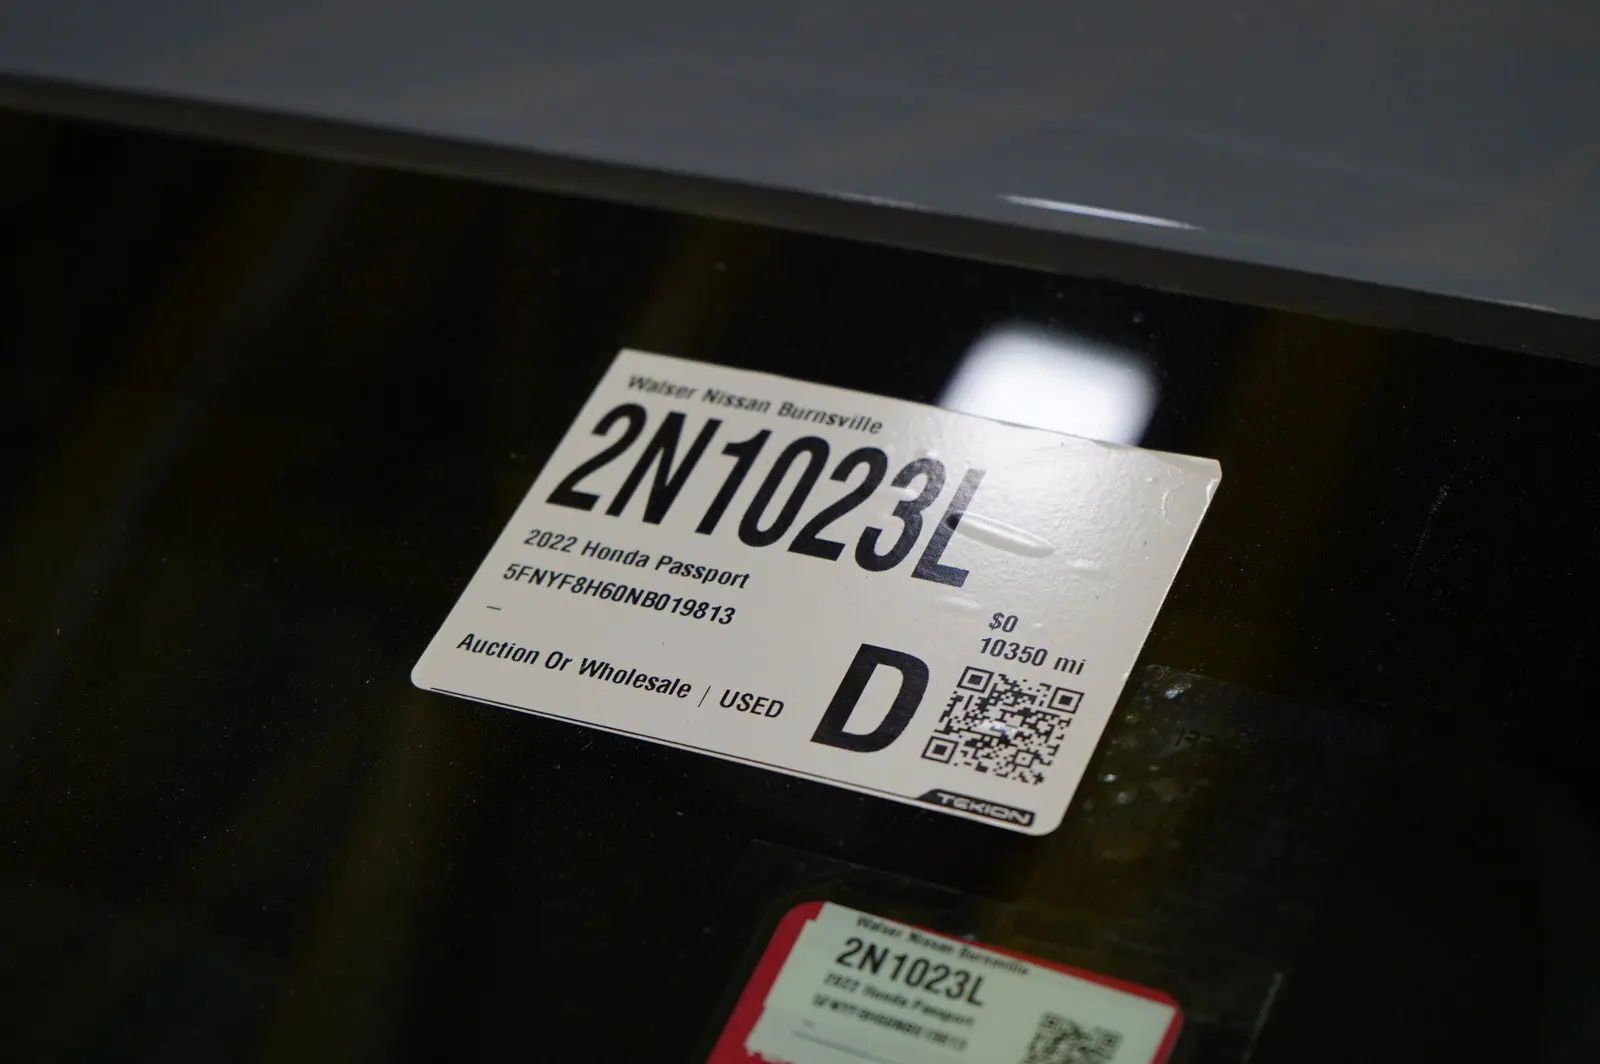 Walser Nissan Burnsville
2N1023L
2022 Honda Passport
5FNYF8H60NB019813
–
$0
10350 mi
Auction Or Wholesale | USED
D
TEKION
Walser Nissan Burnsville
2N1023L
2022 Honda Passport